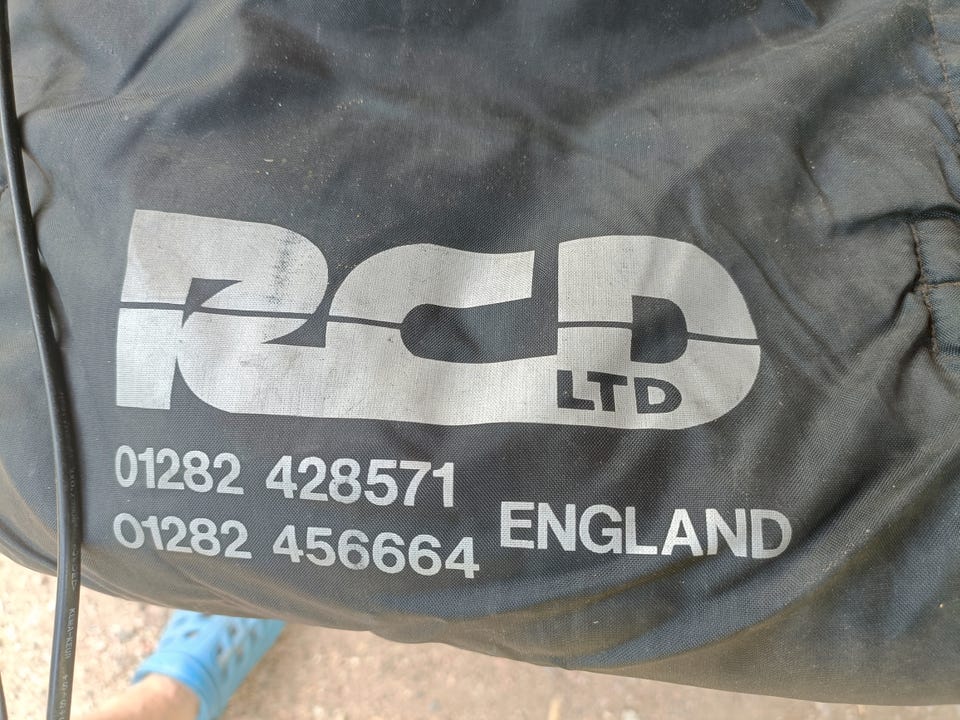 RCD
LTD
01282 428571
01282 456664
ENGLAND